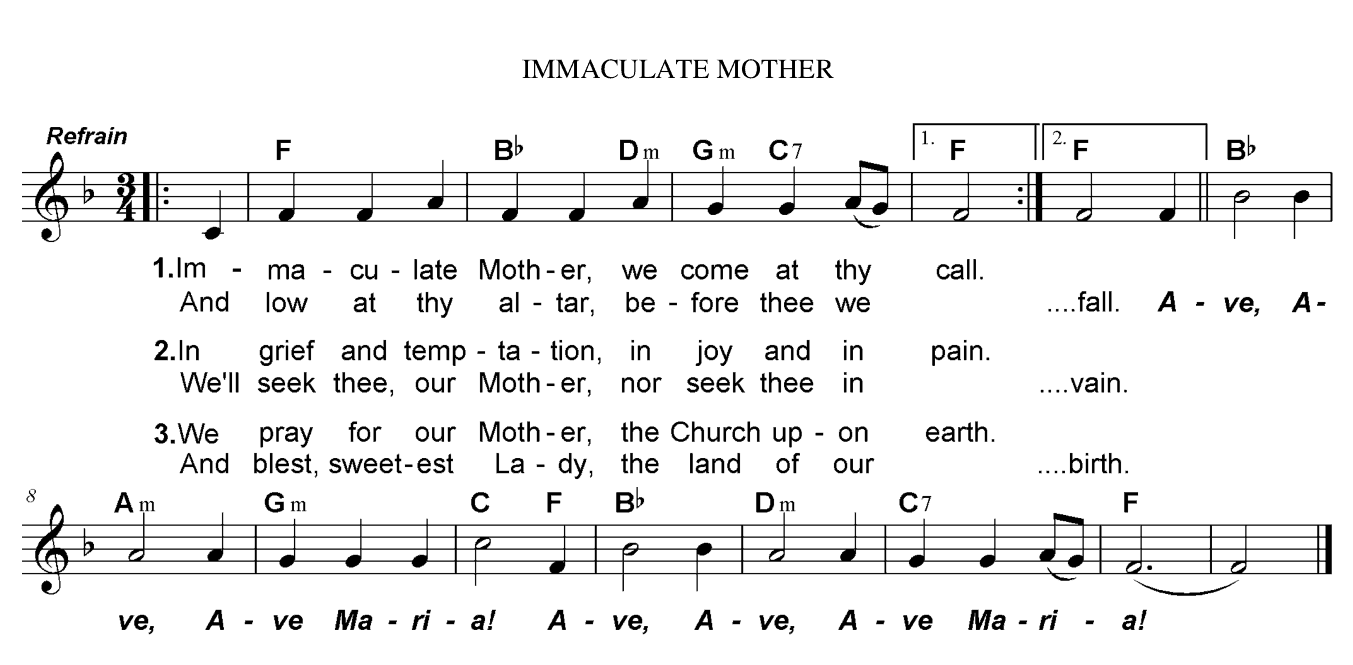 IMMACULATE MOTHER
Refrain
F B♭ Dm Gm C7 1. F 2. F B♭
3
4
1.Im - ma - cu - late Moth - er, we come at thy call.
And low at thy al - tar, be - fore thee we ....fall. A - ve, A -
2.In grief and temp - ta - tion, in joy and in pain.
We'll seek thee, our Moth - er, nor seek thee in ....vain.
3.We pray for our Moth - er, the Church up - on earth.
And blest, sweet-est La - dy, the land of our ....birth.
8 Am Gm C F B♭ Dm C7 F
ve, A - ve Ma - ri - a! A - ve, A - ve, A - ve Ma - ri - a!